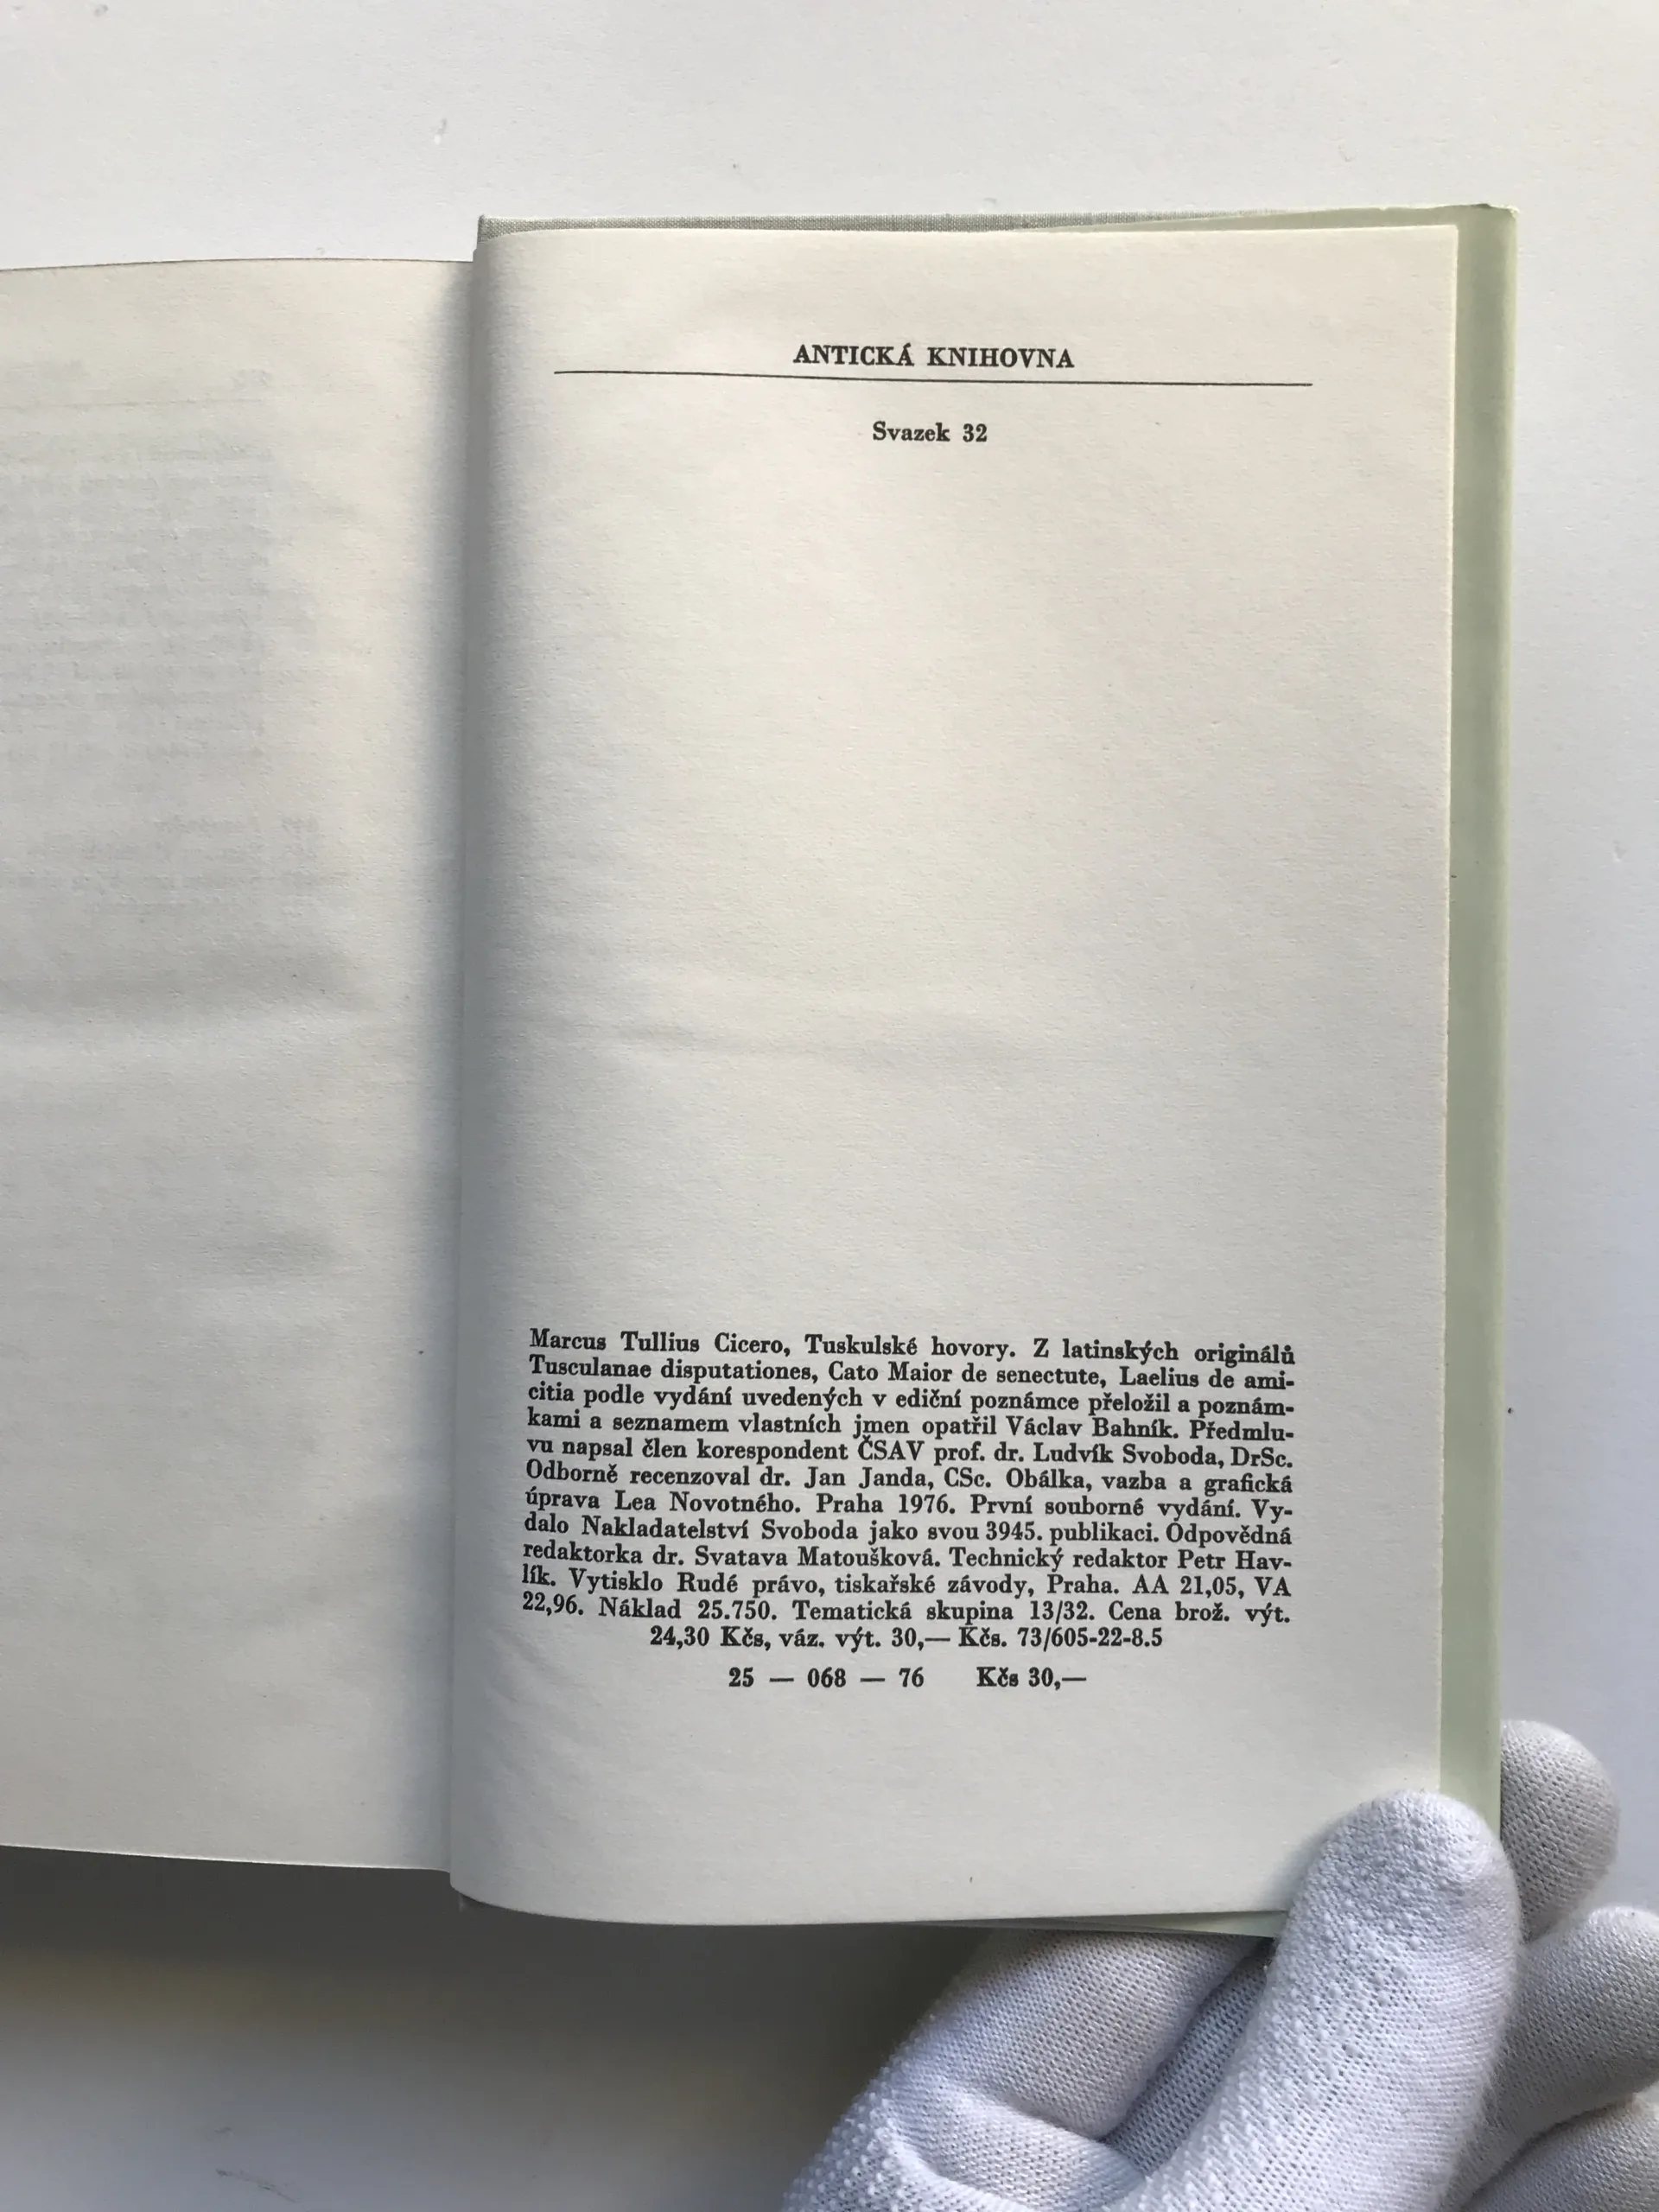 ANTICKÁ KNIHOVNA
Svazek 32
Marcus Tullius Cicero, Tuskulské hovory. Z latinských originálů
Tusculanae disputationes, Cato Maior de senectute, Laelius de ami-
citia podle vydání uvedených v ediční poznámce přeložil a poznám-
kami a seznamem vlastních jmen opatřil Václav Bahník. Předmlu-
vu napsal člen korespondent ČSAV prof. dr. Ludvík Svoboda, DrSc.
Odborně recenzoval dr. Jan Janda, CSc. Obálka, vazba a grafická
úprava Lea Novotného. Praha 1976. První souborné vydání. Vy-
dalo Nakladatelství Svoboda jako svou 3945. publikaci. Odpovědná
redaktorka dr. Svatava Matoušková. Technický redaktor Petr Hav-
lík. Vytisklo Rudé právo, tiskařské závody, Praha. AA 21,05, VA
22,96. Náklad 25.750. Tematická skupina 13/32. Cena brož. výt.
24,30 Kčs, váz. výt. 30,— Kčs. 73/605-22-8.5
25 — 068 — 76 Kčs 30,—